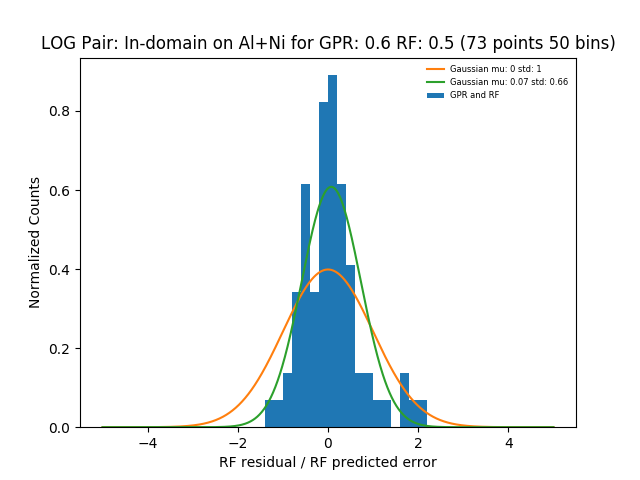 LOG Pair: In-domain on Al+Ni for GPR: 0.6 RF: 0.5 (73 points 50 bins)
Gaussian mu: 0 std: 1
Gaussian mu: 0.07 std: 0.66
GPR and RF
Normalized Counts
0.8
0.6
0.4
0.2
0.0
−4
−2
0
2
4
RF residual / RF predicted error